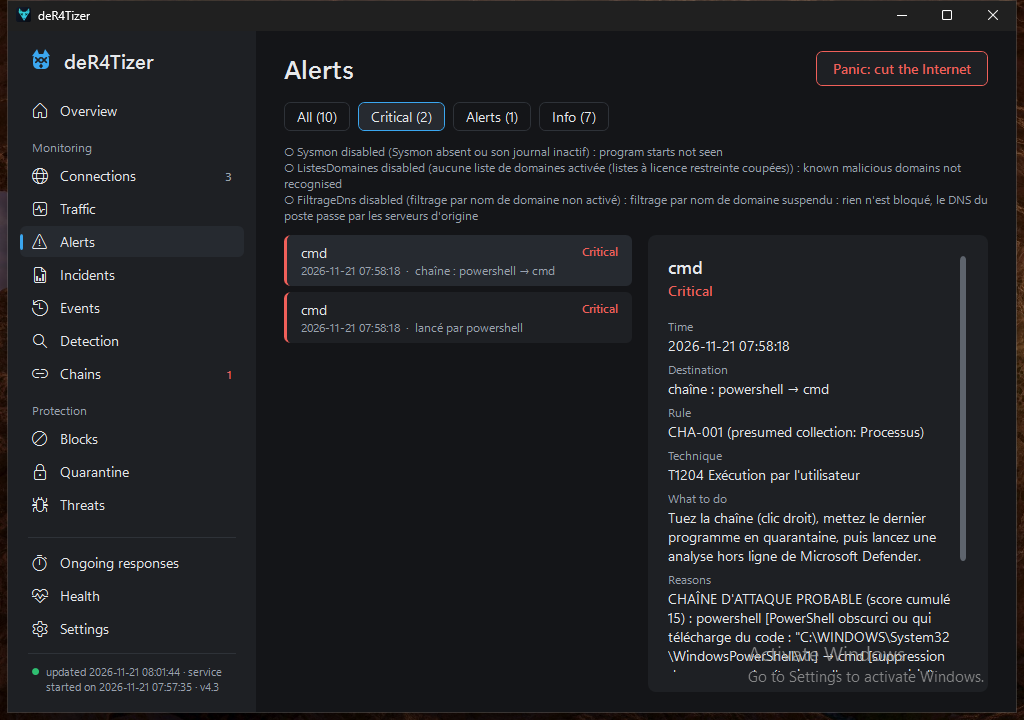 deR4Tizer
deR4Tizer
Overview
Monitoring
Connections 3
Traffic
Alerts
Incidents
Events
Detection
Chains 1
Protection
Blocks
Quarantine
Threats
Ongoing responses
Health
Settings
updated 2026-11-21 08:01:44 · service
started on 2026-11-21 07:57:35 · v4.3
Alerts
Panic: cut the Internet
All (10)
Critical (2)
Alerts (1)
Info (7)
Sysmon disabled (Sysmon absent ou son journal inactif) : program starts not seen
ListesDomaines disabled (aucune liste de domaines activée (listes à licence restreinte coupées)) : known malicious domains not
recognised
FiltrageDns disabled (filtrage par nom de domaine non activé) : filtrage par nom de domaine suspendu : rien n'est bloqué, le DNS du
poste passe par les serveurs d'origine
cmd Critical
2026-11-21 07:58:18 · chaîne : powershell → cmd
cmd Critical
2026-11-21 07:58:18 · lancé par powershell
cmd
Critical
Time
2026-11-21 07:58:18
Destination
chaîne : powershell → cmd
Rule
CHA-001 (presumed collection: Processus)
Technique
T1204 Exécution par l'utilisateur
What to do
Tuez la chaîne (clic droit), mettez le dernier
programme en quarantaine, puis lancez une
analyse hors ligne de Microsoft Defender.
Reasons
CHAÎNE D'ATTAQUE PROBABLE (score cumulé
15) : powershell [PowerShell obscurci ou qui
télécharge du code : "C:\WINDOWS\System32
\WindowsPowerShell\v1] → cmd [suppression
Activate Windows
Go to Settings to activate Windows.